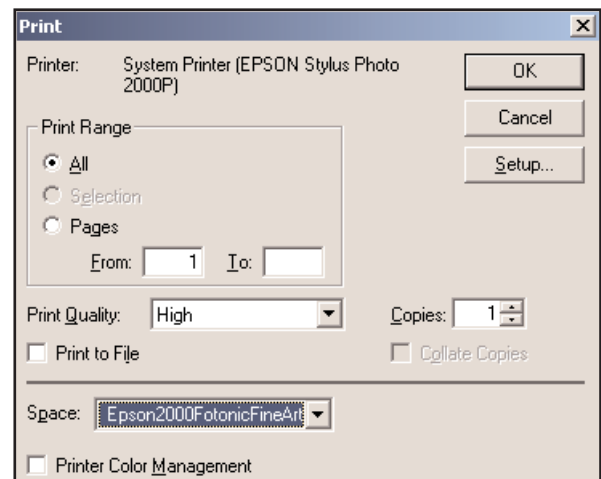 Print
Printer: System Printer (EPSON Stylus Photo
2000P)
OK
Cancel
Setup...
Print Range
All
Selection
Pages
From: 1 To:
Print Quality: High
Copies: 1
Print to File
Collate Copies
Space: Epson2000FotonicFineArt
Printer Color Management